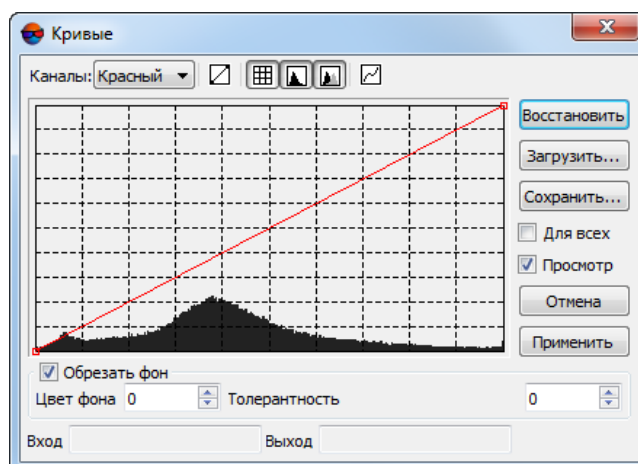 Кривые
Каналы: Красный
Восстановить
Загрузить...
Сохранить...
Для всех
Просмотр
Отмена
Применить
Обрезать фон
Цвет фона 0 Толерантность 0
Вход Выход